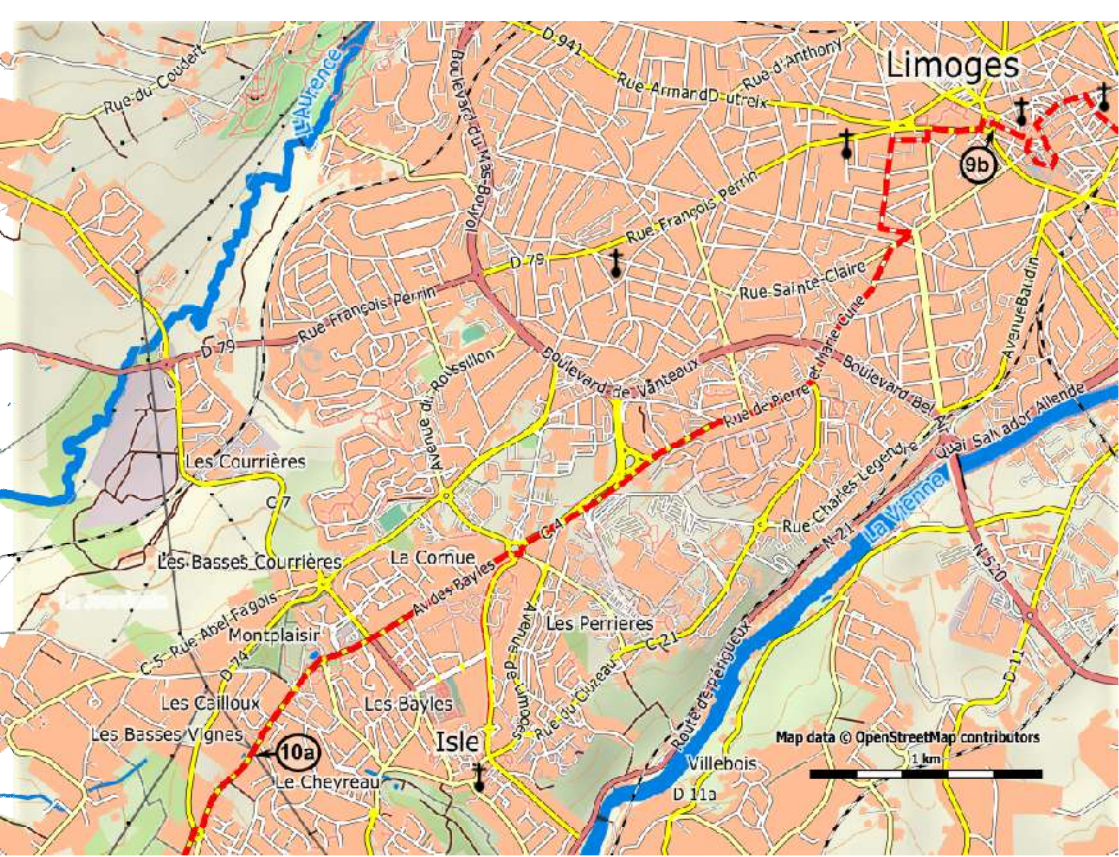 D 941
Rue d'Anthony
Limoges
Rue Armand D utreix
Rue du Coudert
L'Aurence
Boulevard du Mas-Bouyol
9b
Rue François Perrin
D 79
Rue Sainte-Claire
Avenue Baudin
Rue François Perrin
D 79
Rue de Pierre et Marie Curie
Boulevard de Vanteaux
Boulevard Bel
Avenue du Roussillon
Quai Salvador Allende
Les Courrières
Rue Charles Legendre
C 7
C 4
La Vienne
N 21
N 520
Les Basses Courrières
La Cornue
Av des Bayles
C 5 - Rue Abel Fagois
Montplaisir
Les Perrières
Avenue de Limoges
C 21
D 74
Rue du Clozeau
D 11
Les Cailloux
Les Bayles
Les Basses Vignes
Isle
Route de Périgueux
Map data © OpenStreetMap contributors
10a
1 km
Villebois
Le Cheyreau
D 11a